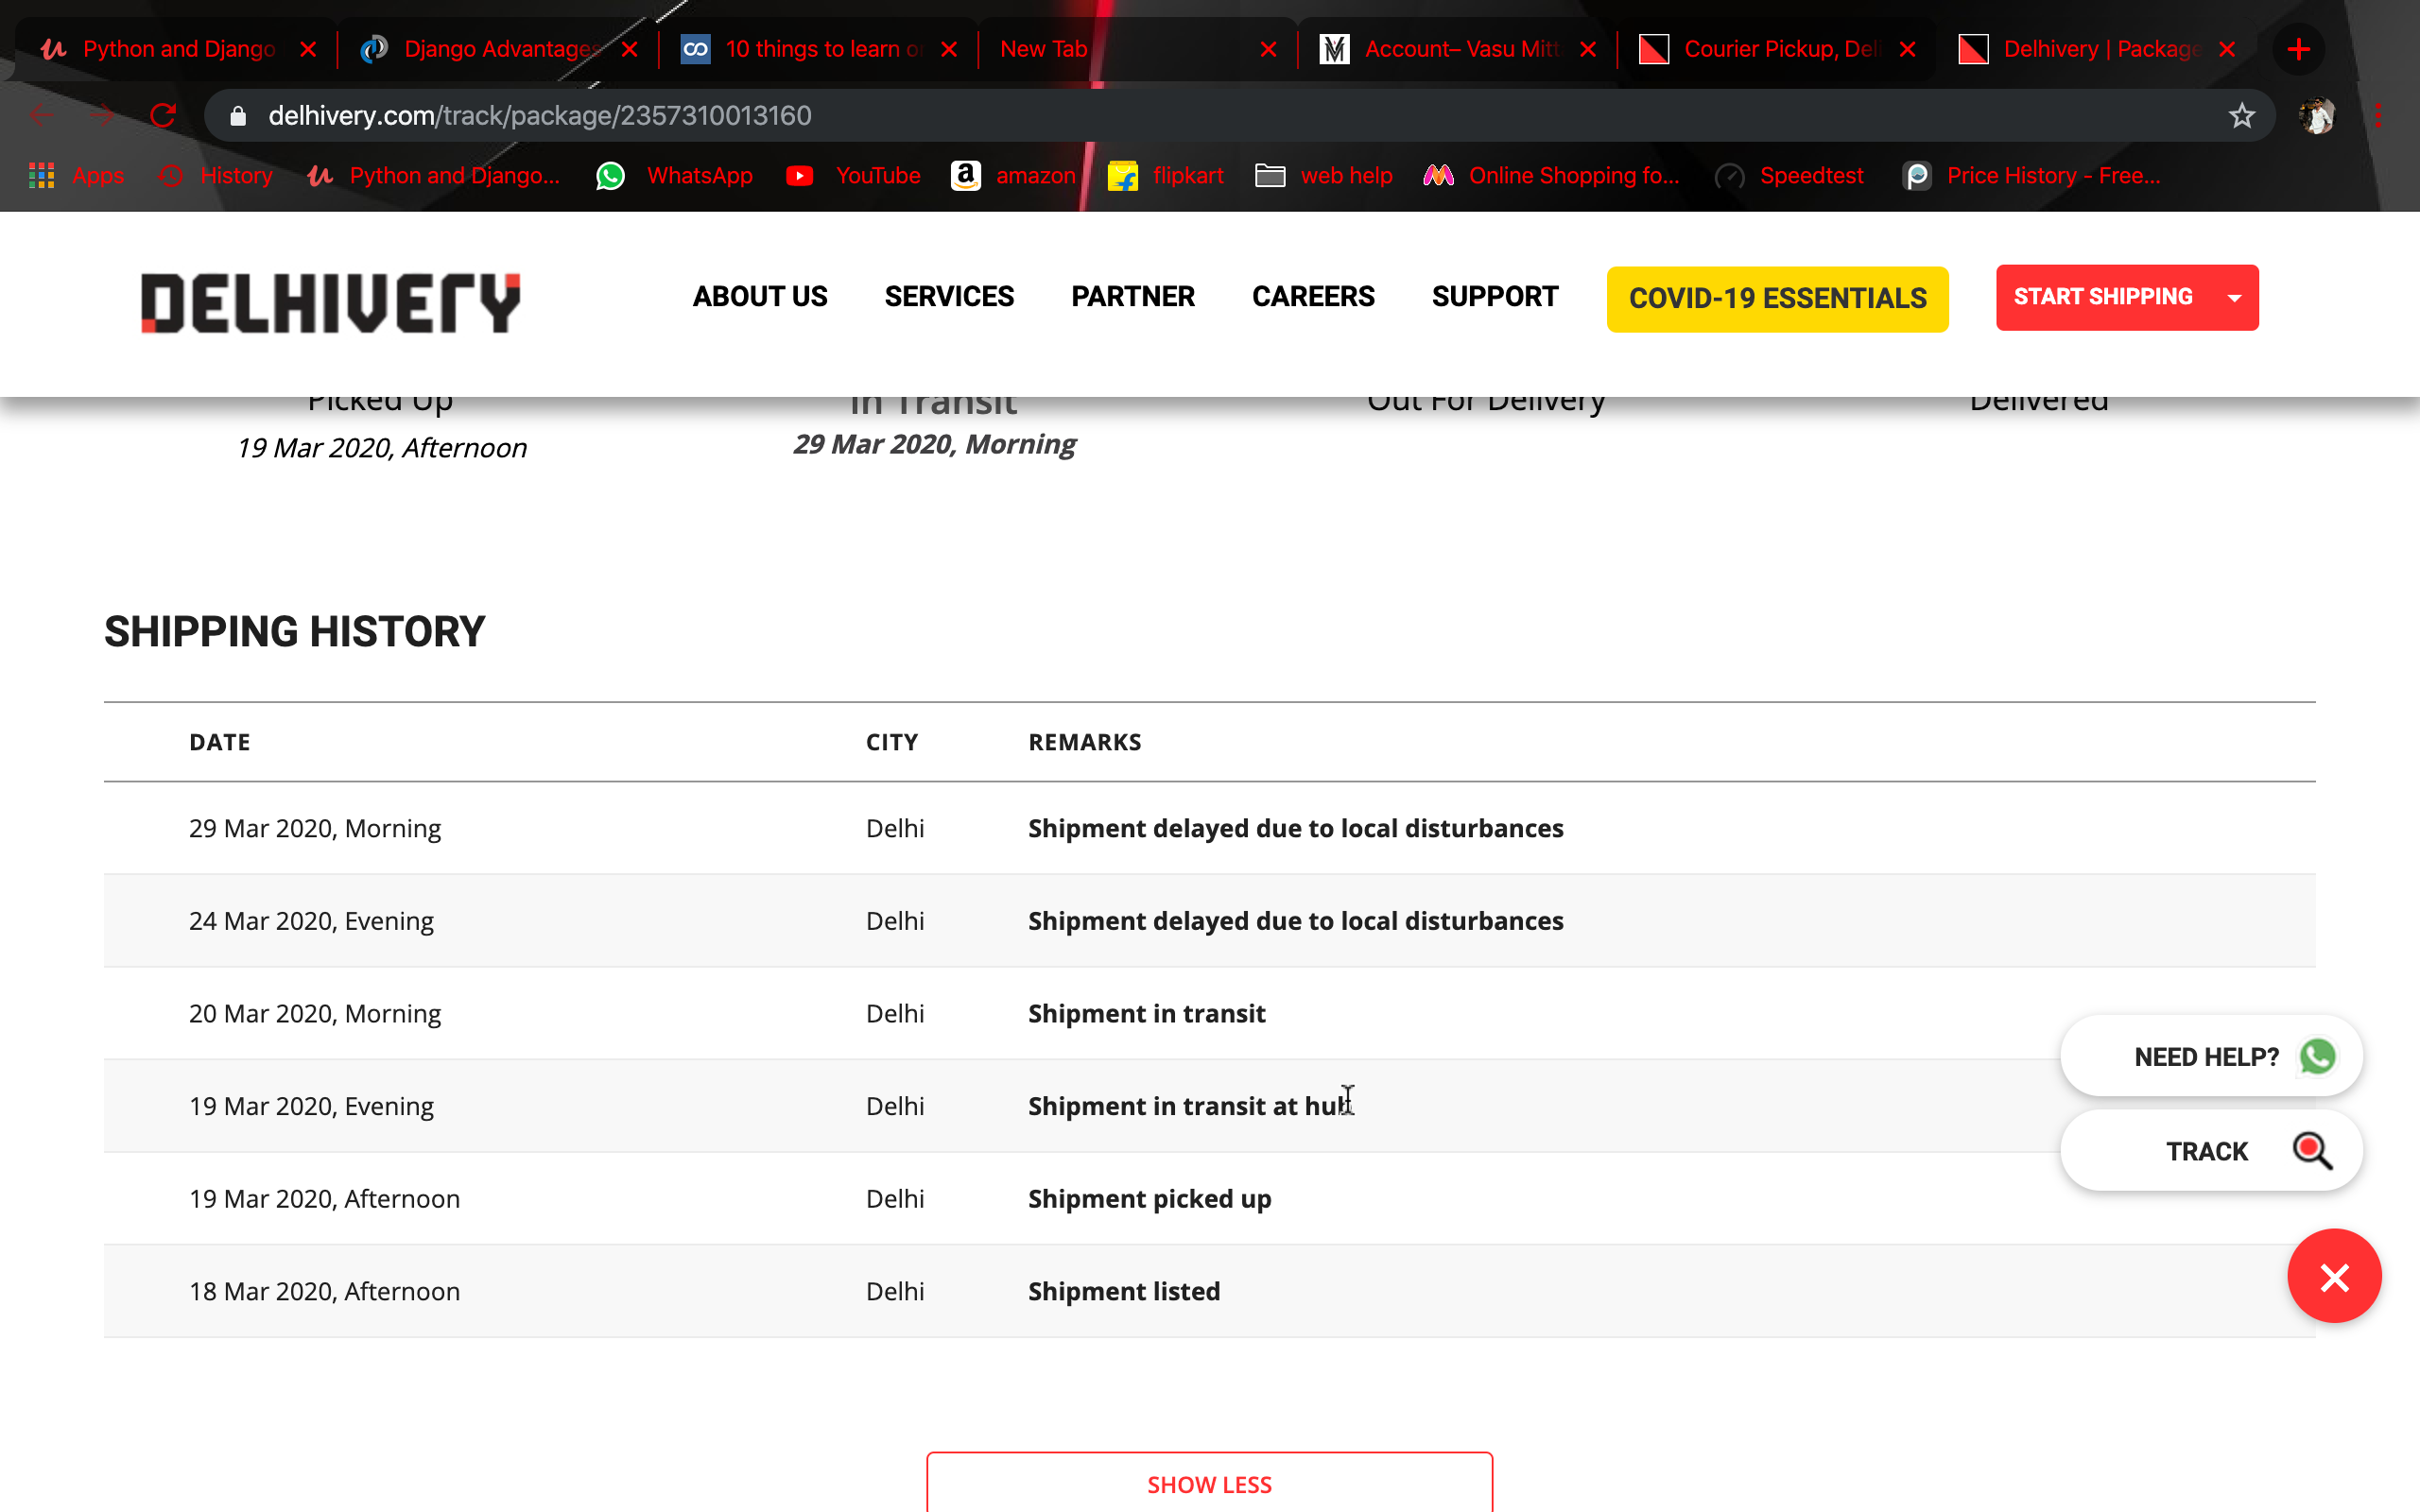 Python and Django
Django Advantages
10 things to learn or
New Tab
Account– Vasu Mitt
Courier Pickup, Deli
Delhivery | Package
delhivery.com/track/package/2357310013160
Apps
History
Python and Django...
WhatsApp
YouTube
amazon
flipkart
web help
Online Shopping fo...
Speedtest
Price History - Free...
DELHIVERY
ABOUT US
SERVICES
PARTNER
CAREERS
SUPPORT
COVID-19 ESSENTIALS
START SHIPPING
Picked Up
In Transit
Out For Delivery
Delivered
19 Mar 2020, Afternoon
29 Mar 2020, Morning
SHIPPING HISTORY
DATE CITY REMARKS
29 Mar 2020, Morning Delhi Shipment delayed due to local disturbances
24 Mar 2020, Evening Delhi Shipment delayed due to local disturbances
20 Mar 2020, Morning Delhi Shipment in transit
19 Mar 2020, Evening Delhi Shipment in transit at hub
19 Mar 2020, Afternoon Delhi Shipment picked up
18 Mar 2020, Afternoon Delhi Shipment listed
NEED HELP?
TRACK
SHOW LESS